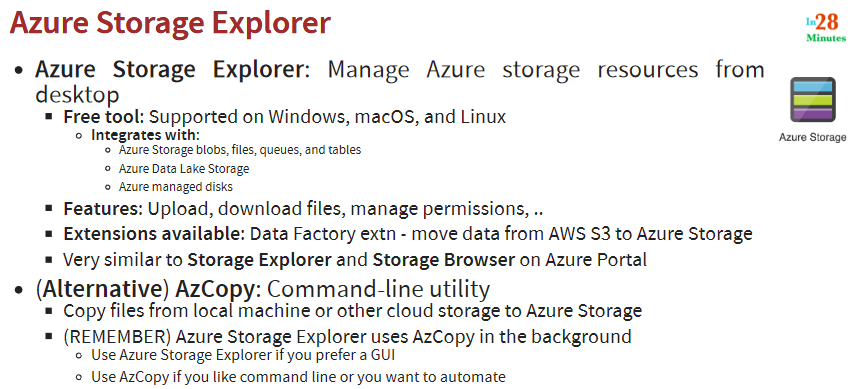 Azure Storage Explorer
In28
Minutes
• Azure Storage Explorer: Manage Azure storage resources from
desktop
▪ Free tool: Supported on Windows, macOS, and Linux
◦ Integrates with:
◦ Azure Storage blobs, files, queues, and tables
◦ Azure Data Lake Storage
◦ Azure managed disks
▪ Features: Upload, download files, manage permissions, ..
▪ Extensions available: Data Factory extn - move data from AWS S3 to Azure Storage
▪ Very similar to Storage Explorer and Storage Browser on Azure Portal
• (Alternative) AzCopy: Command-line utility
▪ Copy files from local machine or other cloud storage to Azure Storage
▪ (REMEMBER) Azure Storage Explorer uses AzCopy in the background
◦ Use Azure Storage Explorer if you prefer a GUI
◦ Use AzCopy if you like command line or you want to automate
Azure Storage